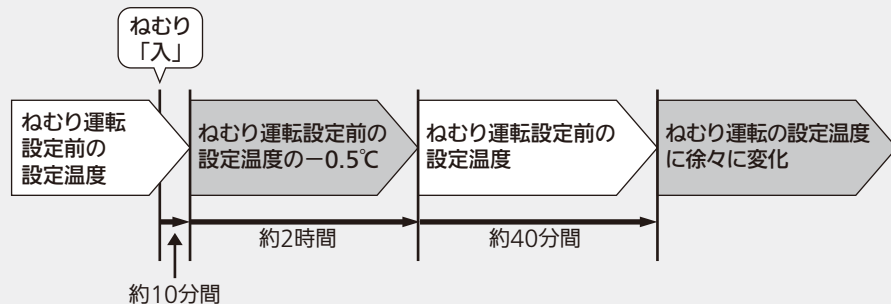 ねむり
「入」
ねむり運転
設定前の
設定温度
ねむり運転設定前の
設定温度の－0.5℃
ねむり運転設定前の
設定温度
ねむり運転の設定温度
に徐々に変化
約2時間
約40分間
約10分間